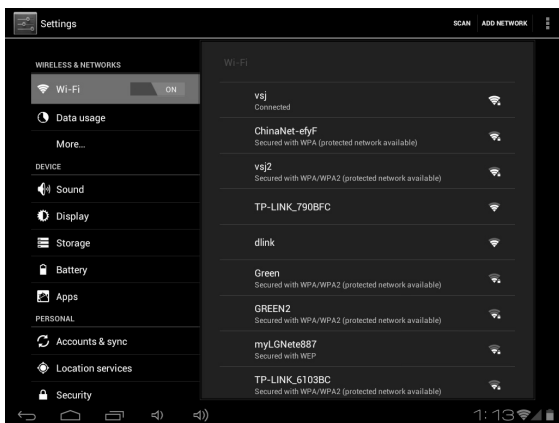 Settings
SCAN ADD NETWORK
WIRELESS & NETWORKS
Wi-Fi ON
Data usage
More...
DEVICE
Sound
Display
Storage
Battery
Apps
PERSONAL
Accounts & sync
Location services
Security
Wi-Fi
vsj
Connected
ChinaNet-efyF
Secured with WPA (protected network available)
vsj2
Secured with WPA/WPA2 (protected network available)
TP-LINK_790BFC
dlink
Green
Secured with WPA/WPA2 (protected network available)
GREEN2
Secured with WPA/WPA2 (protected network available)
myLGNete887
Secured with WEP
TP-LINK_6103BC
Secured with WPA/WPA2 (protected network available)
1:13